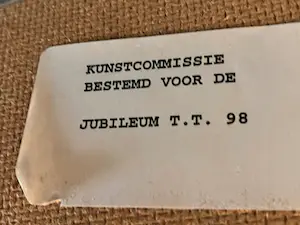 KUNSTCOMMISSIE
BESTEMD VOOR DE
JUBILEUM T.T. 98